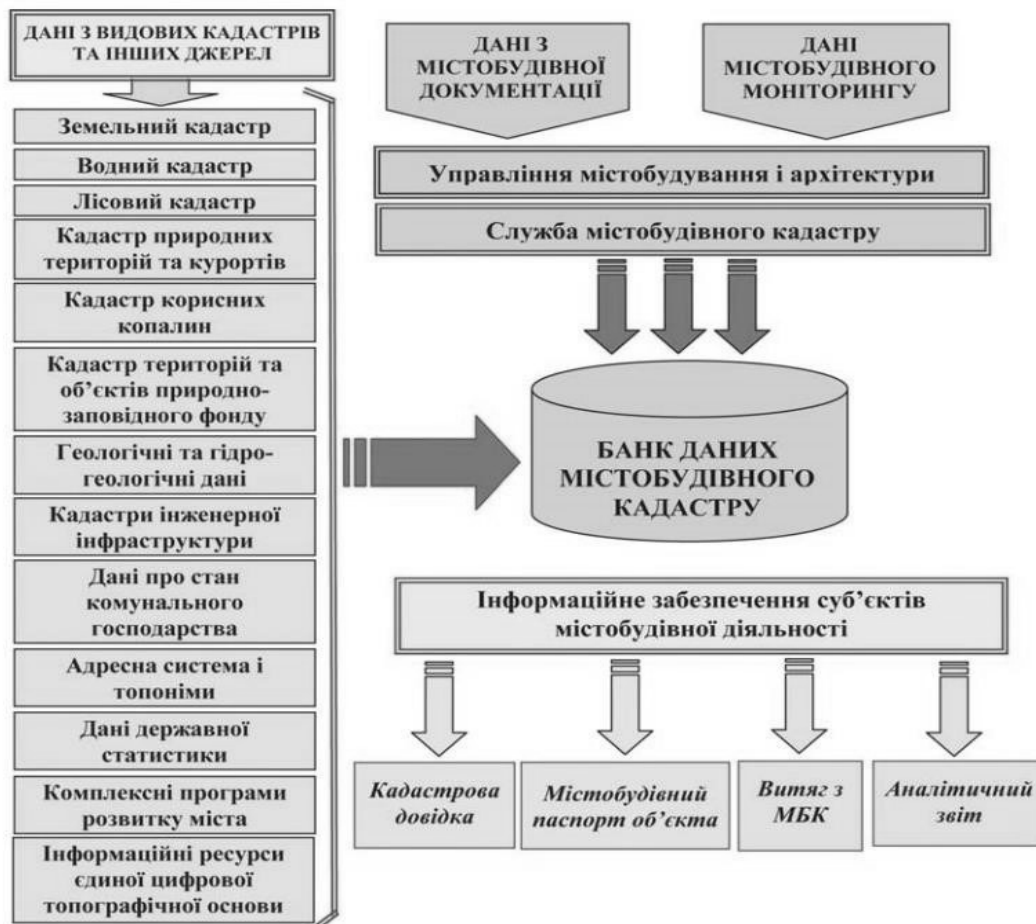 ДАНІ З ВИДОВИХ КАДАСТРІВ
ТА ІНШИХ ДЖЕРЕЛ
Земельний кадастр
Водний кадастр
Лісовий кадастр
Кадастр природних
територій та курортів
Кадастр корисних
копалин
Кадастр територій та
об’єктів природно-
заповідного фонду
Геологічні та гідро-
геологічні дані
Кадастри інженерної
інфраструктури
Дані про стан
комунального
господарства
Адресна система і
топоніми
Дані державної
статистики
Комплексні програми
розвитку міста
Інформаційні ресурси
єдиної цифрової
топографічної основи
ДАНІ З
МІСТОБУДІВНОЇ
ДОКУМЕНТАЦІЇ
ДАНІ
МІСТОБУДІВНОГО
МОНІТОРИНГУ
Управління містобудування і архітектури
Служба містобудівного кадастру
БАНК ДАНИХ
МІСТОБУДІВНОГО
КАДАСТРУ
Інформаційне забезпечення суб’єктів
містобудівної діяльності
Кадастрова
довідка
Містобудівний
паспорт об’єкта
Витяг з
МБК
Аналітичний
звіт